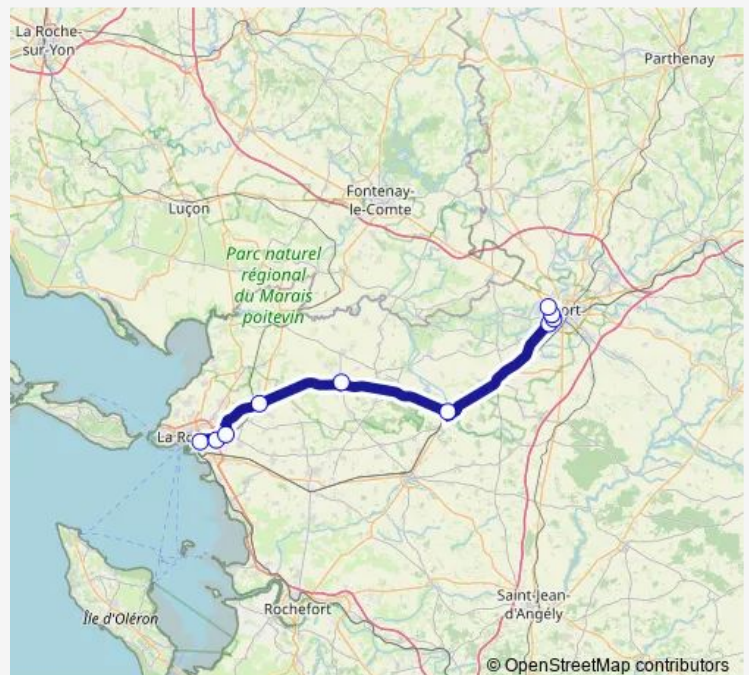 La Roche-
sur-Yon
Parthenay
Fontenay-
le-Comte
Luçon
Parc naturel
régional
du Marais
poitevin
ort
La Ro
Saint-Jean-
d'Angély
Rochefort
Île d'Oléron
© OpenStreetMap contributors